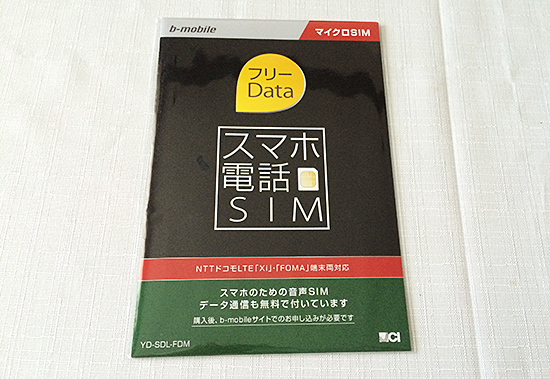 b-mobile
マイクロSIM
フリー
Data
スマホ
電話
SIM
NTTドコモLTE「Xi」・「FOMA」端末両対応
スマホのための音声SIM
データ通信も無料で付いています
購入後、b-mobileサイトでのお申し込みが必要です
YD-SDL-FDM
CI